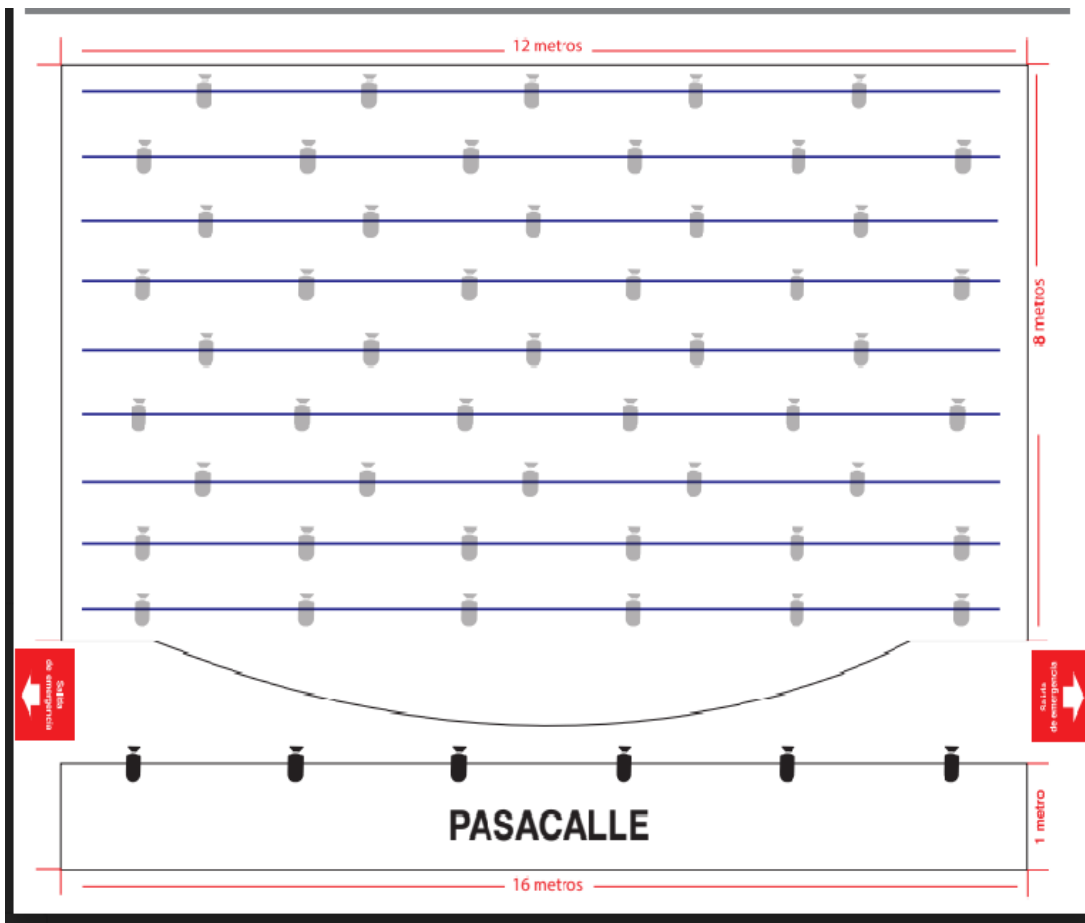 12 metros
8 metros
Salida
de emergencia
Salida
de emergencia
PASACALLE
1 metro
16 metros